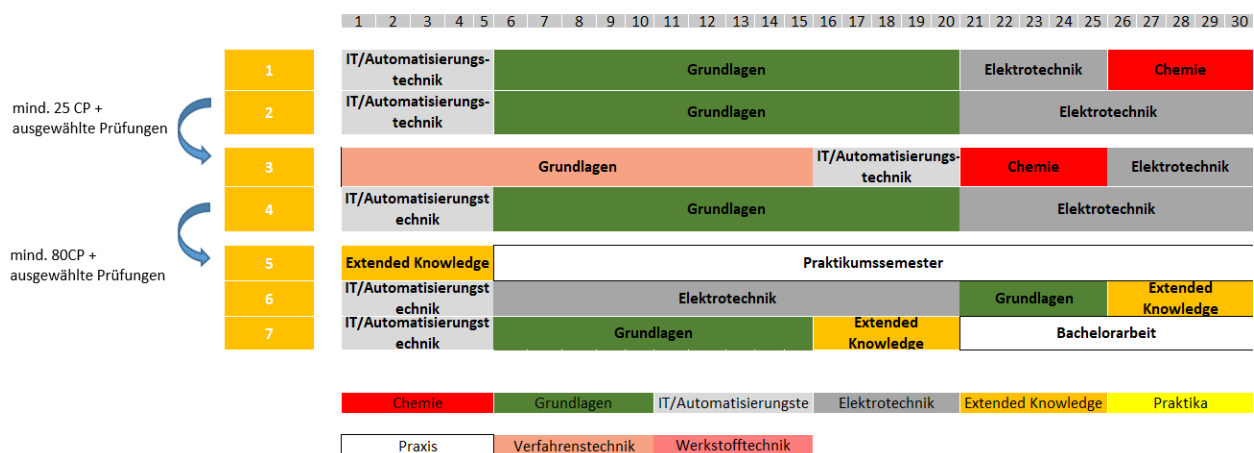 1 2 3 4 5 6 7 8 9 10 11 12 13 14 15 16 17 18 19 20 21 22 23 24 25 26 27 28 29 30
1 IT/Automatisierungs- Grundlagen Elektrotechnik Chemie
technik
mind. 25 CP +
ausgewählte Prüfungen
2 IT/Automatisierungs- Grundlagen Elektrotechnik
technik
3 Grundlagen IT/Automatisierungs- Chemie Elektrotechnik
technik
4 IT/Automatisierungst Grundlagen Elektrotechnik
echnik
mind. 80CP +
ausgewählte Prüfungen
5 Extended Knowledge Praktikumssemester
6 IT/Automatisierungst Elektrotechnik Grundlagen Extended
echnik Knowledge
7 IT/Automatisierungst Grundlagen Extended Bachelorarbeit
echnik Knowledge
Chemie Grundlagen IT/Automatisierungste Elektrotechnik Extended Knowledge Praktika
Praxis Verfahrenstechnik Werkstofftechnik